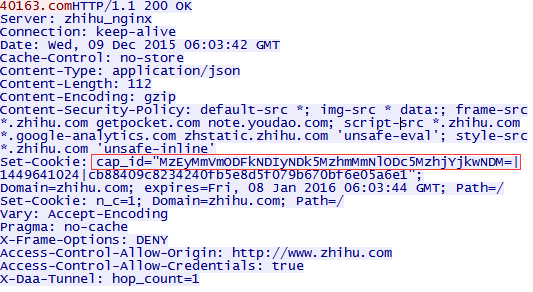 40163.comHTTP/1.1 200 OK
Server: zhihu_nginx
Connection: keep-alive
Date: Wed, 09 Dec 2015 06:03:42 GMT
Cache-Control: no-store
Content-Type: application/json
Content-Length: 112
Content-Encoding: gzip
Content-Security-Policy: default-src *; img-src * data:; frame-src
*.zhihu.com getpocket.com note.youdao.com; script-src *.zhihu.com
*.google-analytics.com zhstatic.zhihu.com 'unsafe-eval'; style-src
*.zhihu.com 'unsafe-inline'
Set-Cookie: cap_id="MzEyMmVmODFkNDIyNDk5MzhmMmNlODc5MzhjYjkwNDM=|
1449641024|cb88409c8234240fb5e8d5f079b670bf6e05a6e1";
Domain=zhihu.com; expires=Fri, 08 Jan 2016 06:03:44 GMT; Path=/
Set-Cookie: n_c=1; Domain=zhihu.com; Path=/
Vary: Accept-Encoding
Pragma: no-cache
X-Frame-Options: DENY
Access-Control-Allow-Origin: http://www.zhihu.com
Access-Control-Allow-Credentials: true
X-Daa-Tunnel: hop_count=1